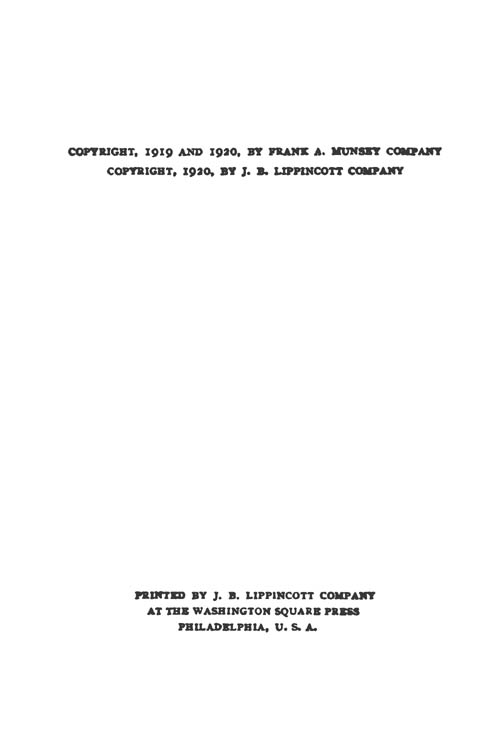 COPYRIGHT, 1919 AND 1920, BY FRANK A. MUNSEY COMPANY
COPYRIGHT, 1920, BY J. B. LIPPINCOTT COMPANY
PRINTED BY J. B. LIPPINCOTT COMPANY
AT THE WASHINGTON SQUARE PRESS
PHILADELPHIA, U. S. A.